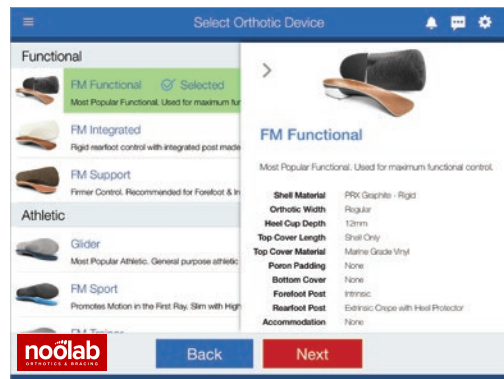 Select Orthotic Device
Functional
FM Functional Selected
Most Popular Functional. Used for maximum fur
FM Integrated
Rigid rearfoot control with integrated post made
FM Support
Firmer Control. Recommended for Forefoot & In
Athletic
Glider
Most Popular Athletic. General purpose athletic
FM Sport
Promotes Motion in the First Ray. Slim with High
FM Trainer
FM Functional
Most Popular Functional. Used for maximum functional control.
Shell Material PRX Graphite - Rigid
Orthotic Width Regular
Heel Cup Depth 12mm
Top Cover Length Shell Only
Top Cover Material Marine Grade Vinyl
Poron Padding None
Bottom Cover None
Forefoot Post Intrinsic
Rearfoot Post Extrinsic Crepe with Heel Protector
Accommodation None
noolab
ORTHOTICS & BRACING
Back
Next